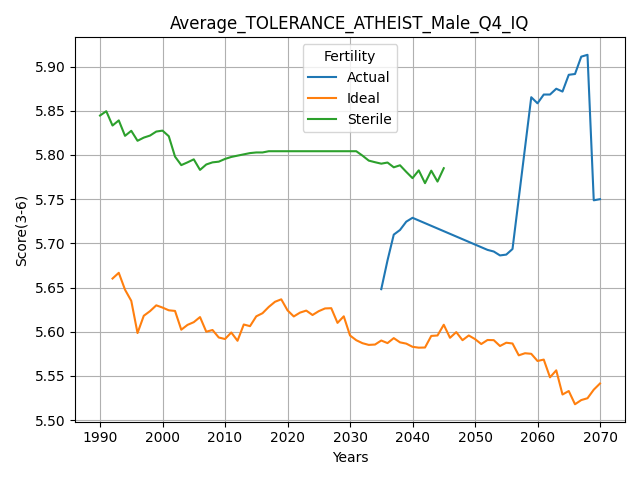 Average_TOLERANCE_ATHEIST_Male_Q4_IQ
Fertility
Actual
Ideal
Sterile
Score(3-6)
5.90
5.85
5.80
5.75
5.70
5.65
5.60
5.55
5.50
1990 2000 2010 2020 2030 2040 2050 2060 2070
Years